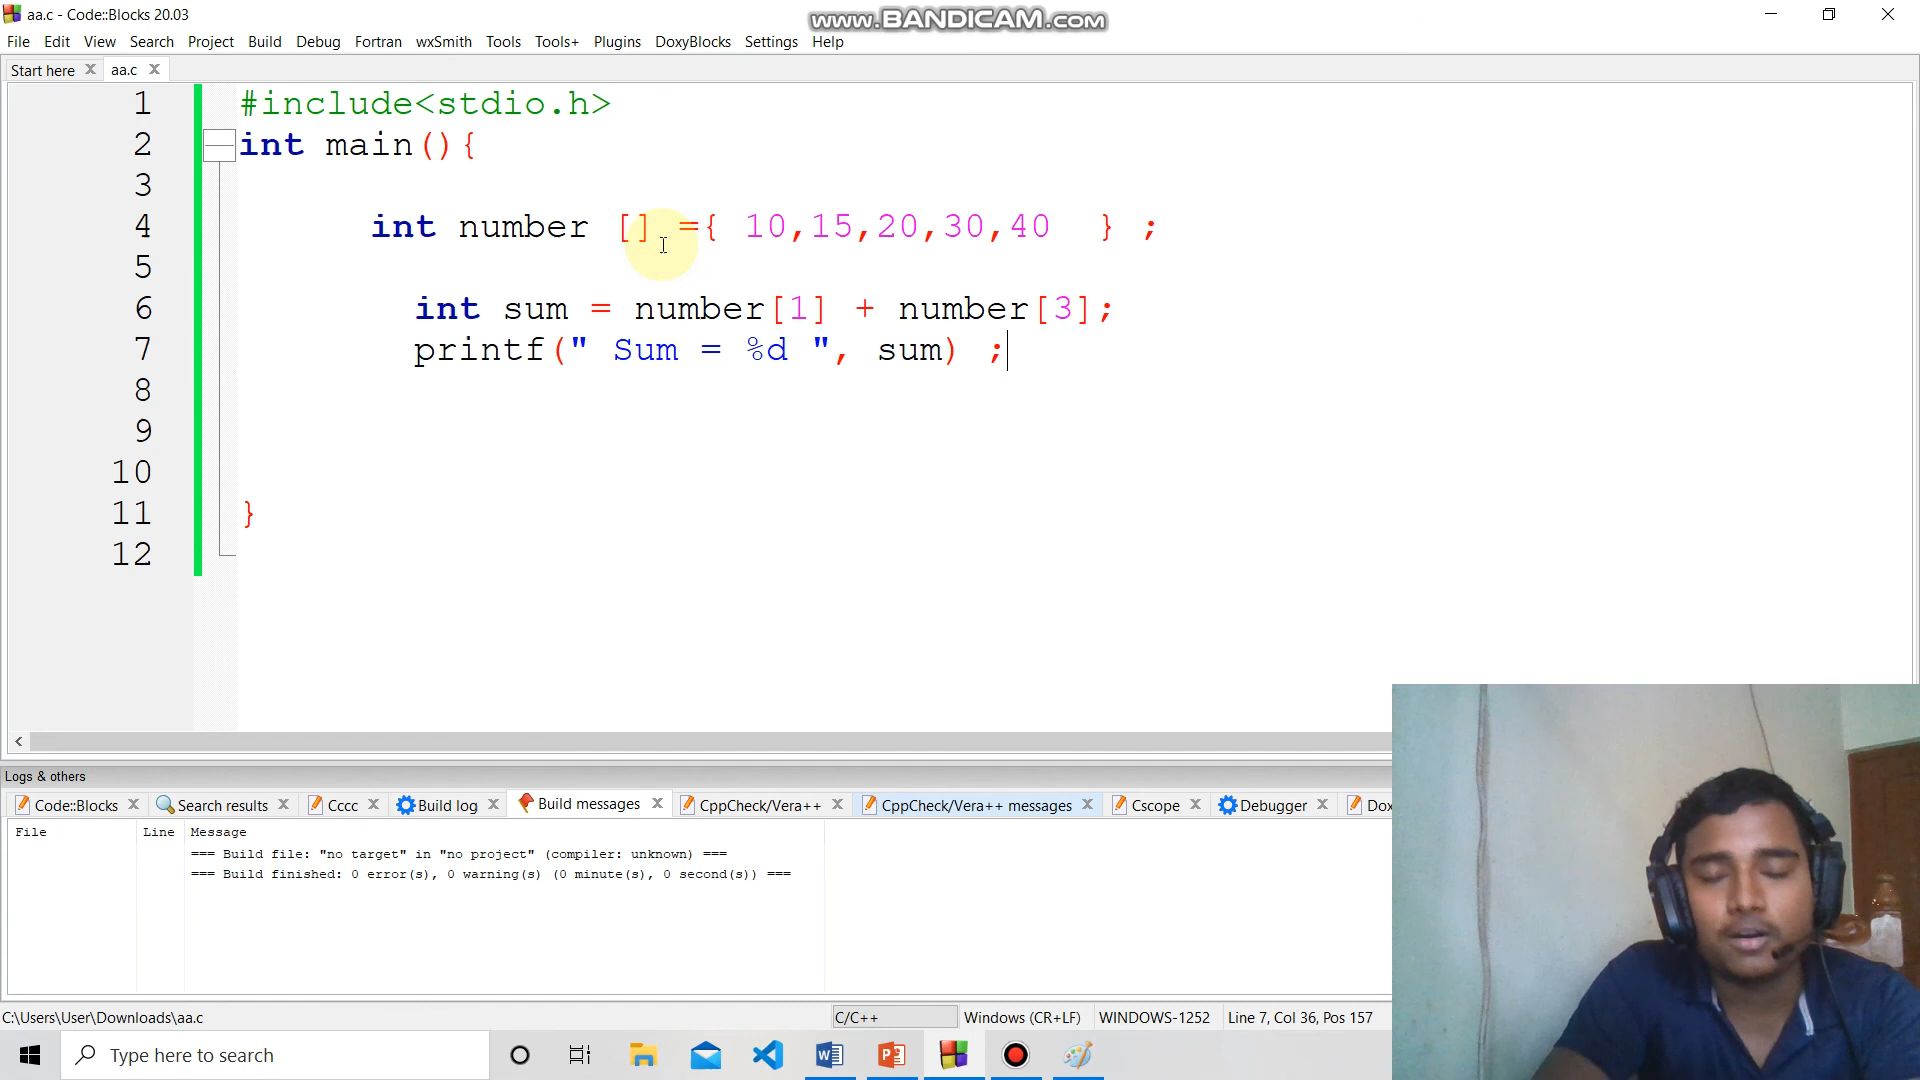 aa.c - Code::Blocks 20.03
www.BANDICAM.com
File Edit View Search Project Build Debug Fortran wxSmith Tools Tools+ Plugins DoxyBlocks Settings Help
Start here aa.c
1 #include<stdio.h>
2 int main(){
3
4 int number [] ={ 10,15,20,30,40 } ;
5
6 int sum = number[1] + number[3];
7 printf(" Sum = %d ", sum) ;
8
9
10
11 }
12
Logs & others
Code::Blocks Search results Cccc Build log Build messages CppCheck/Vera++ CppCheck/Vera++ messages Cscope Debugger Dox
File Line Message
=== Build file: "no target" in "no project" (compiler: unknown) ===
=== Build finished: 0 error(s), 0 warning(s) (0 minute(s), 0 second(s)) ===
C:\Users\User\Downloads\aa.c C/C++ Windows (CR+LF) WINDOWS-1252 Line 7, Col 36, Pos 157
Type here to search